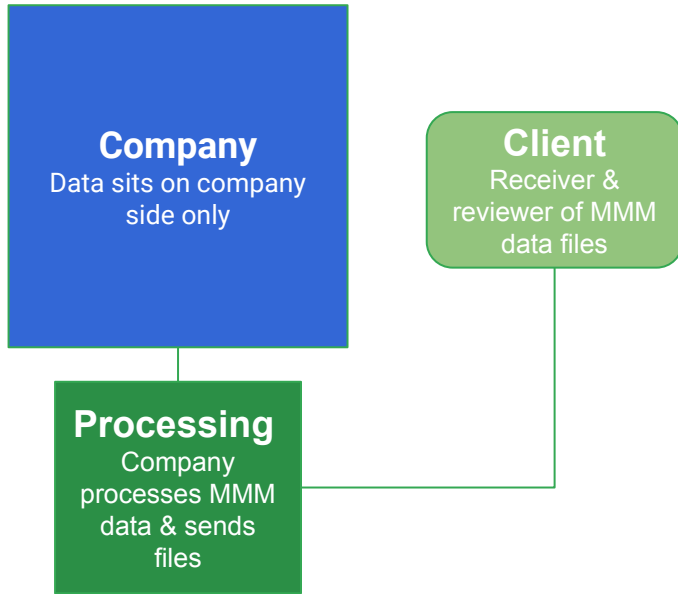 Company
Data sits on company
side only
Client
Receiver &
reviewer of MMM
data files
Processing
Company
processes MMM
data & sends
files